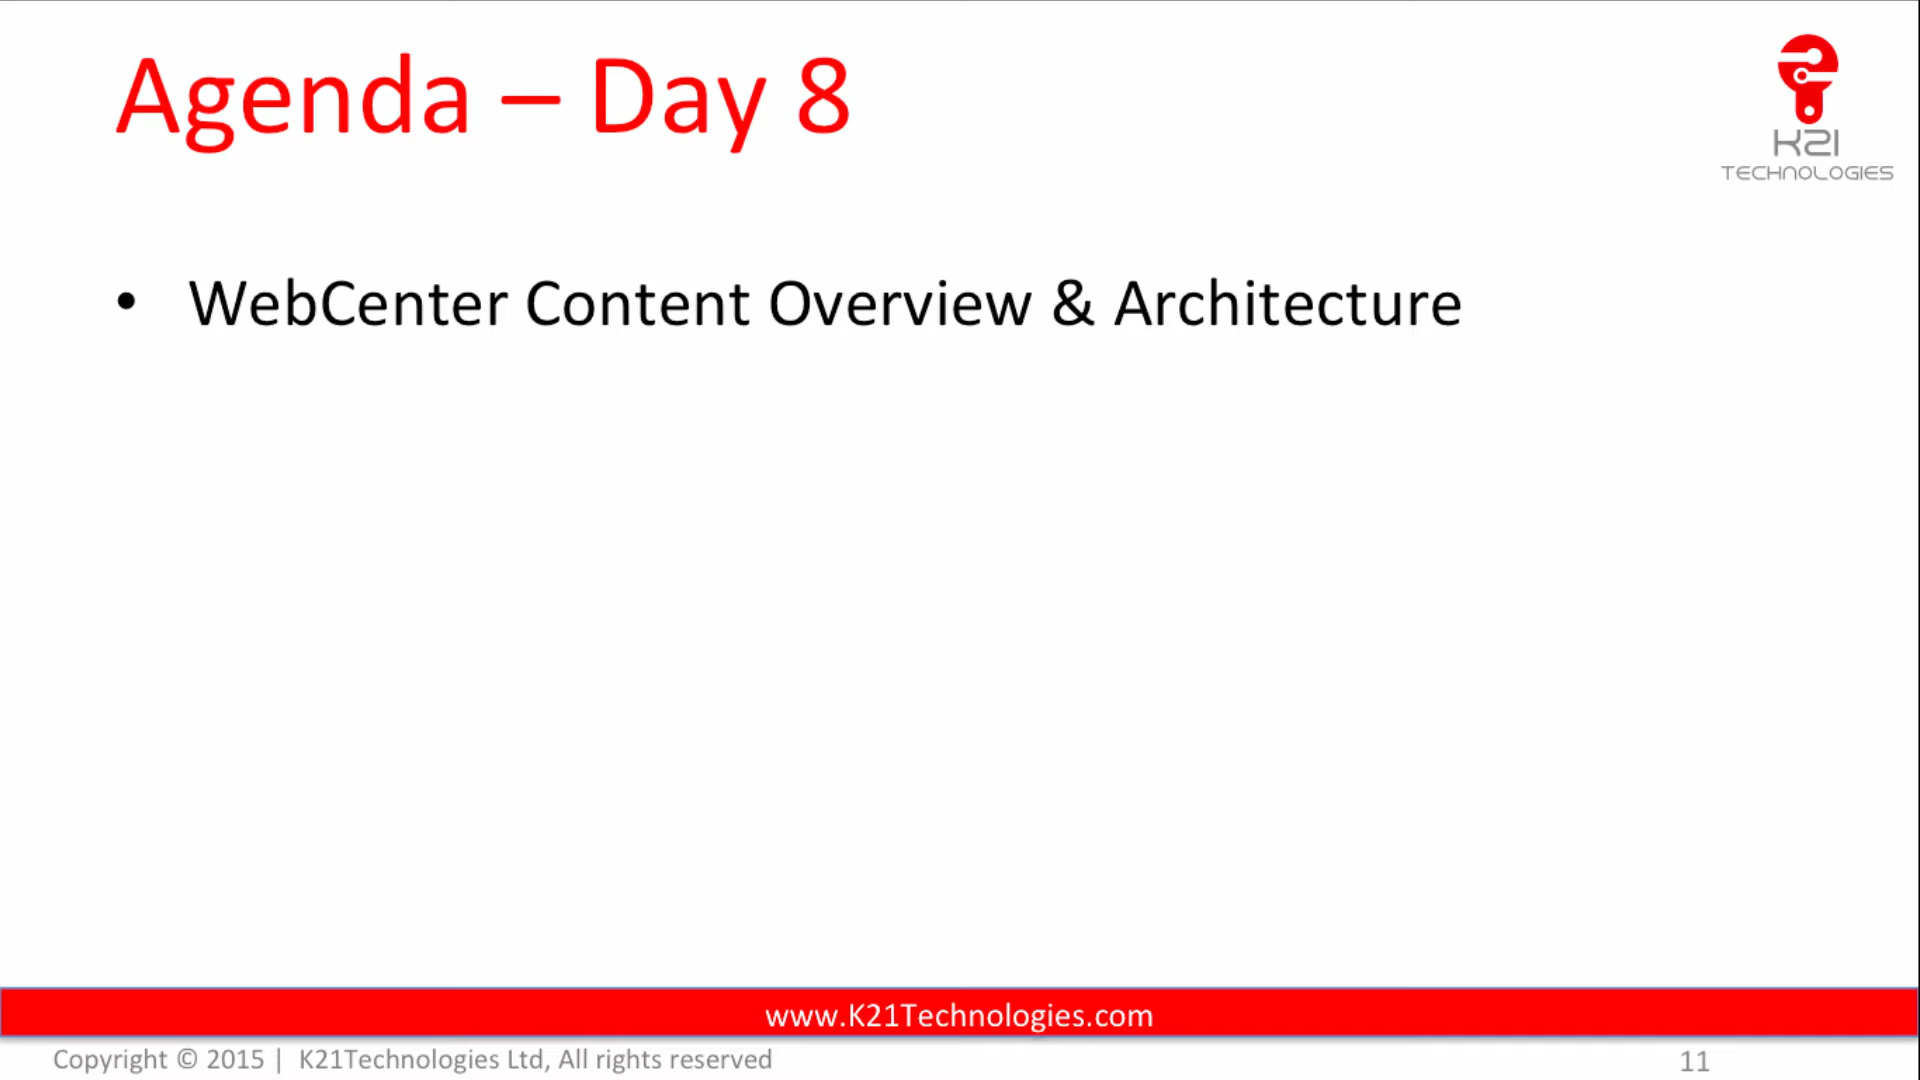 Agenda – Day 8
K21
TECHNOLOGIES
• WebCenter Content Overview & Architecture
www.K21Technologies.com
Copyright © 2015 | K21Technologies Ltd, All rights reserved
11